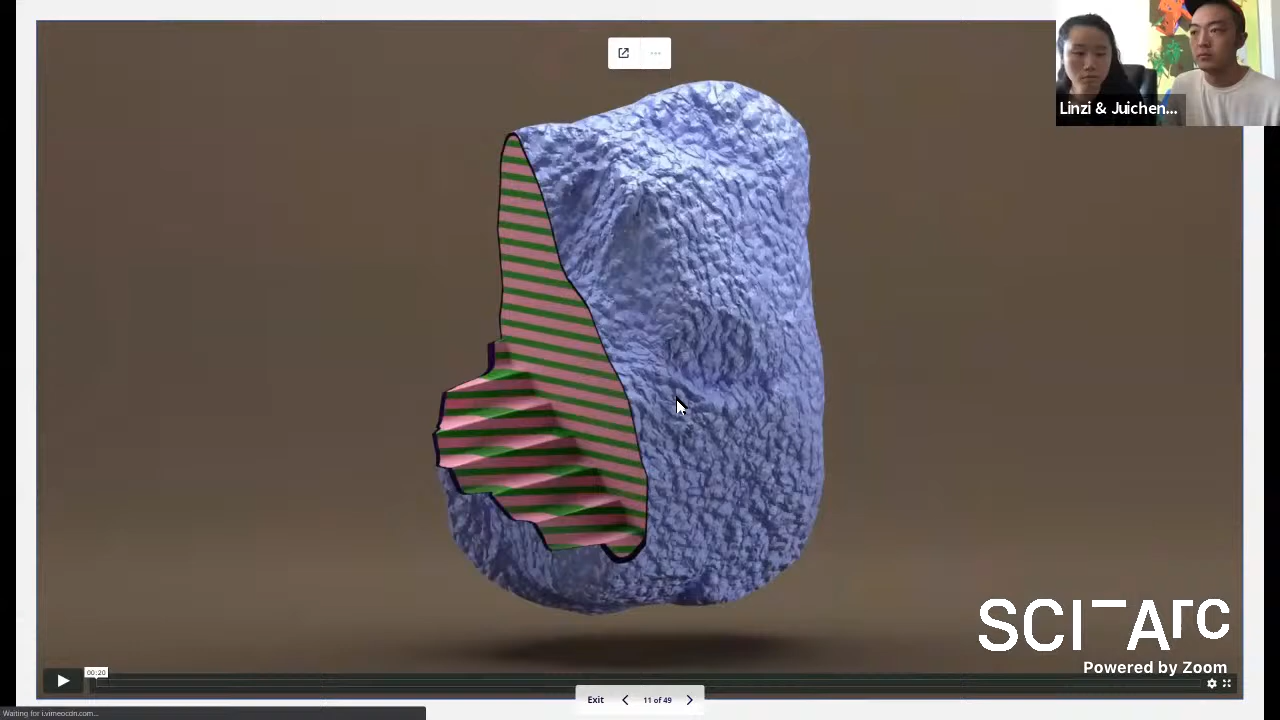 Linzi & Juichen...
SCI-Arc
Powered by Zoom
00:20
Exit
11 of 49
Waiting for i.vimeocdn.com...